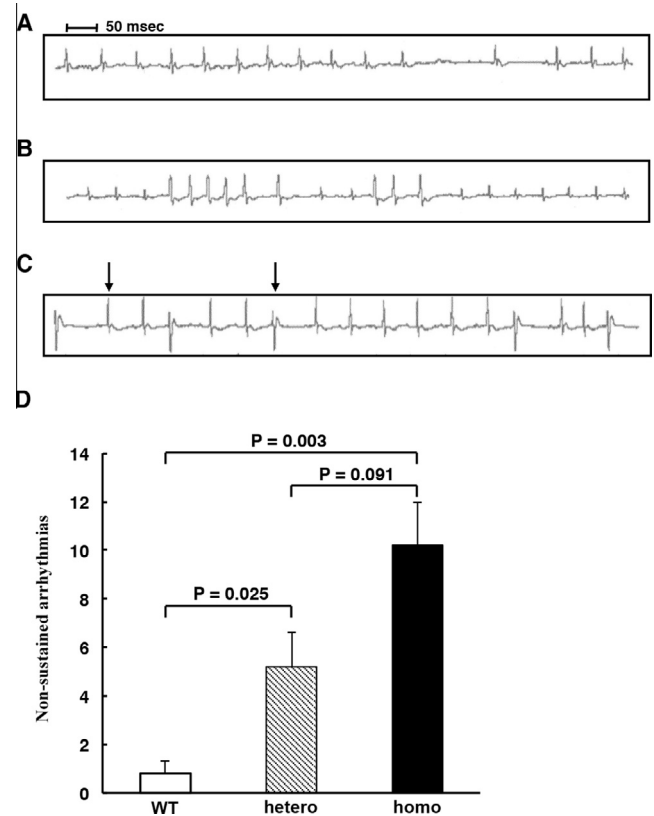 A
50 msec
B
C
D
P = 0.003
P = 0.091
P = 0.025
Non-sustained arrhythmias
14
12
10
8
6
4
2
0
WT
hetero
homo